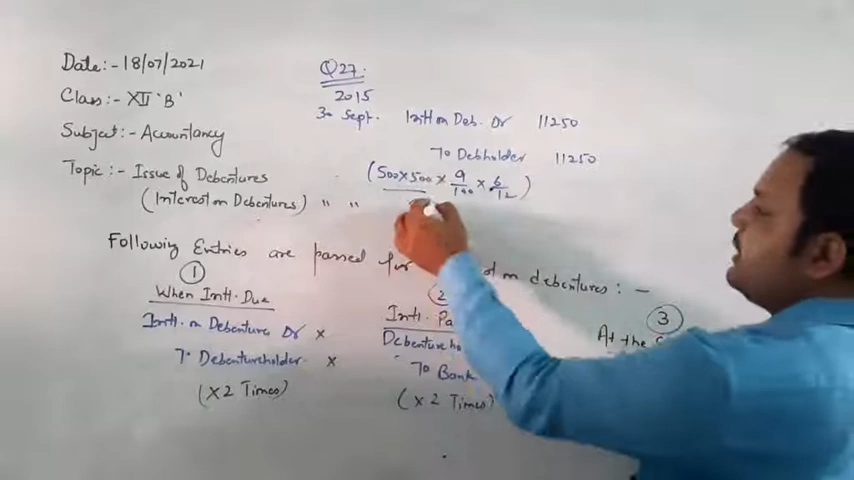 Date:- 18/07/2021
Class:- XII 'B'
Subject:- Accountancy
Topic:- Issue of Debentures
(Interest on Debentures) " "
Q27.
2015
30 Sept. Intt on Deb. Dr 11250
To Debholder 11250
(500×500 × 9/100 × 6/12)
Following Entries are passed for on debentures:-
①
When Intt. Due
Intt. on Debenture Dr ×
To Debentureholder. ×
(×2 Times)
Intt. Pa
Debentureho
To Bank
(×2 Times)
③
At the